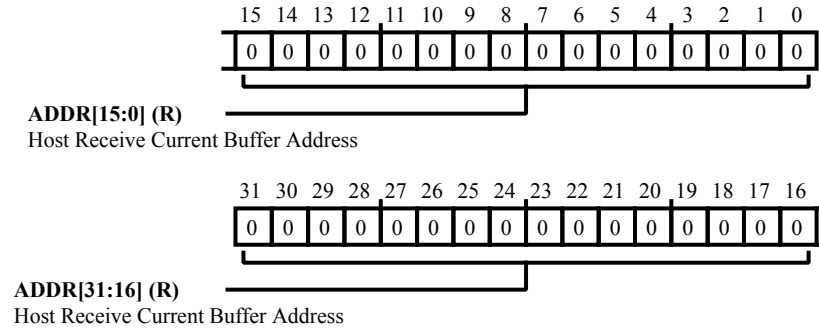 15 14 13 12 11 10 9 8 7 6 5 4 3 2 1 0
0 0 0 0 0 0 0 0 0 0 0 0 0 0 0 0
ADDR[15:0] (R)
Host Receive Current Buffer Address
31 30 29 28 27 26 25 24 23 22 21 20 19 18 17 16
0 0 0 0 0 0 0 0 0 0 0 0 0 0 0 0
ADDR[31:16] (R)
Host Receive Current Buffer Address